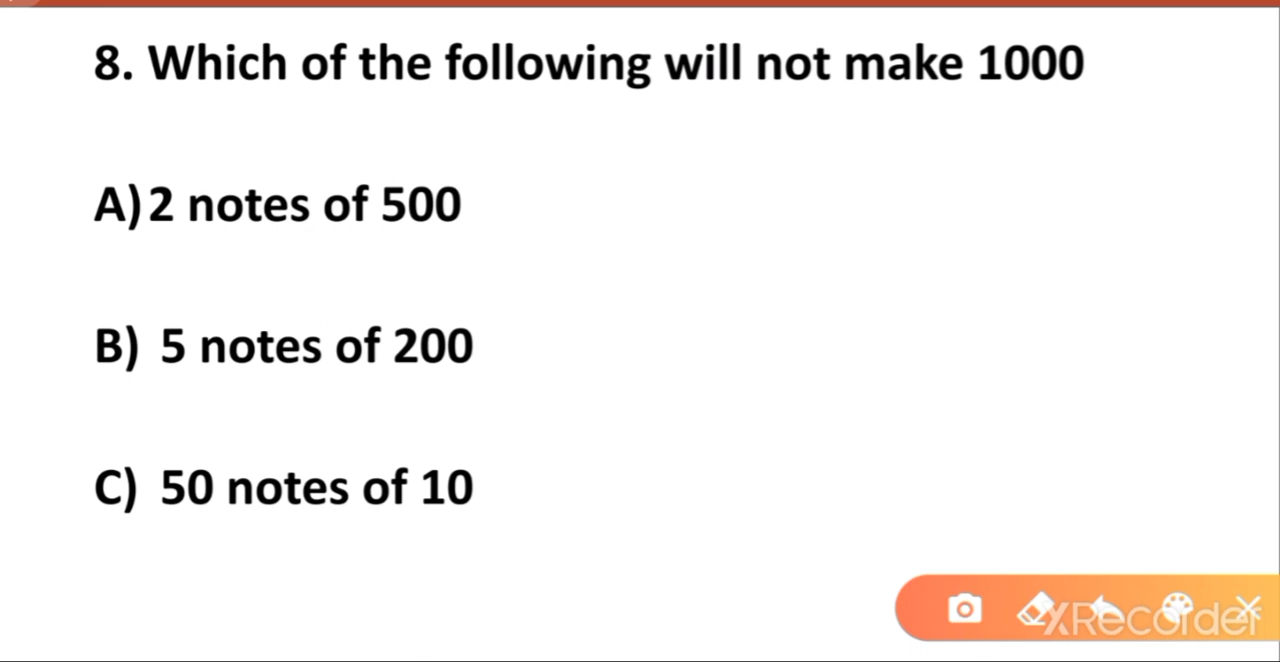 8. Which of the following will not make 1000
A) 2 notes of 500
B) 5 notes of 200
C) 50 notes of 10
XRecorder